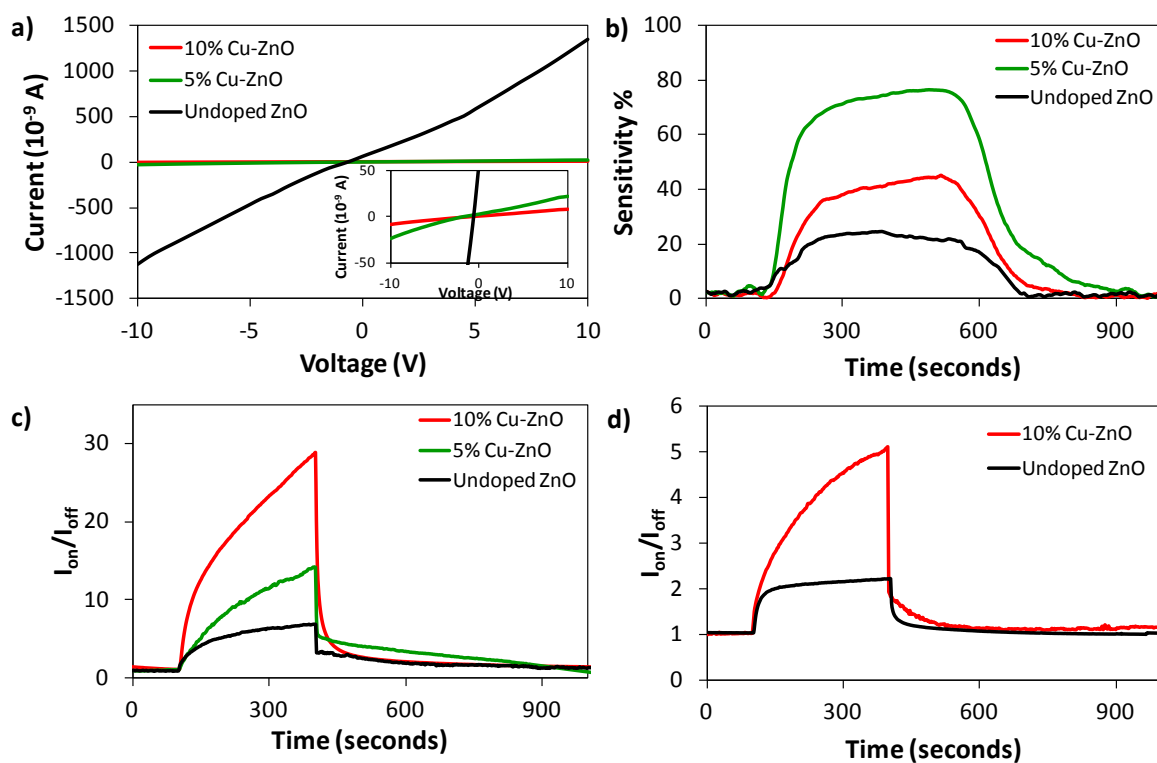 a)
10% Cu-ZnO
5% Cu-ZnO
Undoped ZnO
Current (10⁻⁹ A)
1500
1000
500
0
-500
-1000
-1500
-10
-5
0
5
10
Voltage (V)
Current (10⁻⁹ A)
50
0
-50
-10
0
10
Voltage (V)
b)
10% Cu-ZnO
5% Cu-ZnO
Undoped ZnO
Sensitivity %
100
80
60
40
20
0
0
300
600
900
Time (seconds)
c)
10% Cu-ZnO
5% Cu-ZnO
Undoped ZnO
Ion/Ioff
30
20
10
0
0
300
600
900
Time (seconds)
d)
10% Cu-ZnO
Undoped ZnO
Ion/Ioff
6
5
4
3
2
1
0
0
300
600
900
Time (seconds)